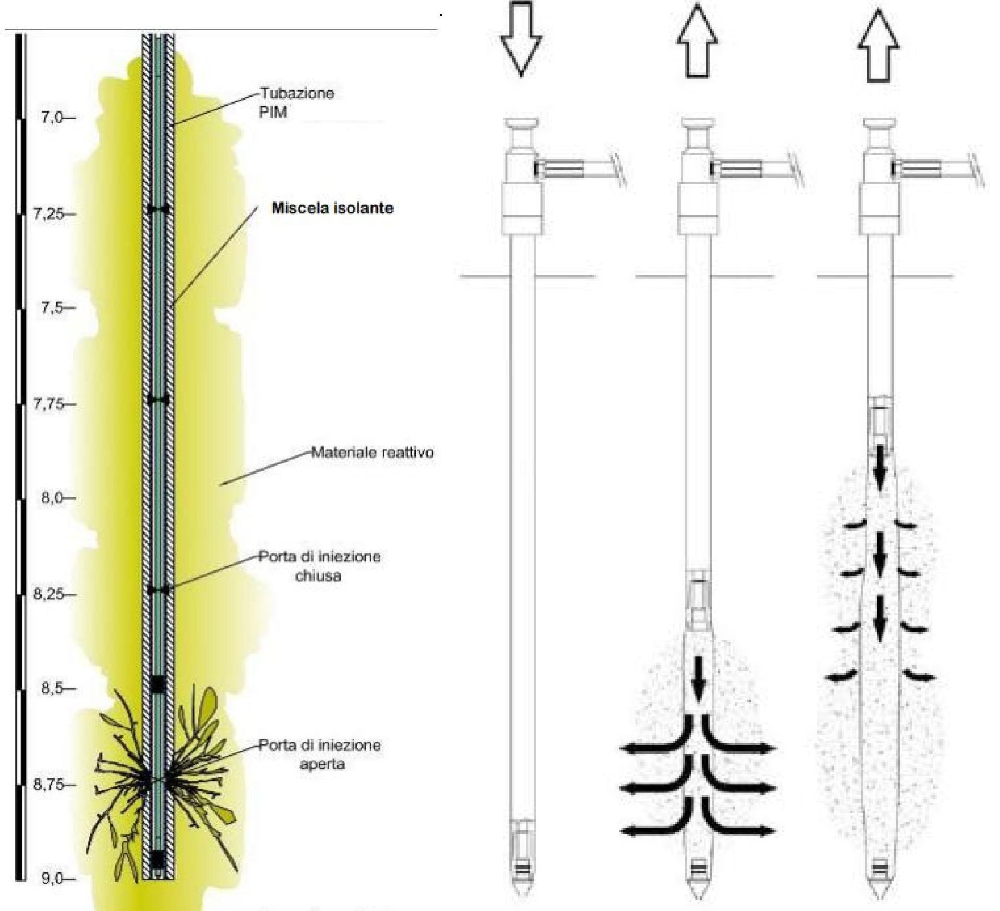 Tubazione
PIM
7,0
Miscela isolante
7,25
7,5
7,75
Materiale reattivo
8,0
Porta di iniezione
chiusa
8,25
8,5
Porta di iniezione
aperta
8,75
9,0